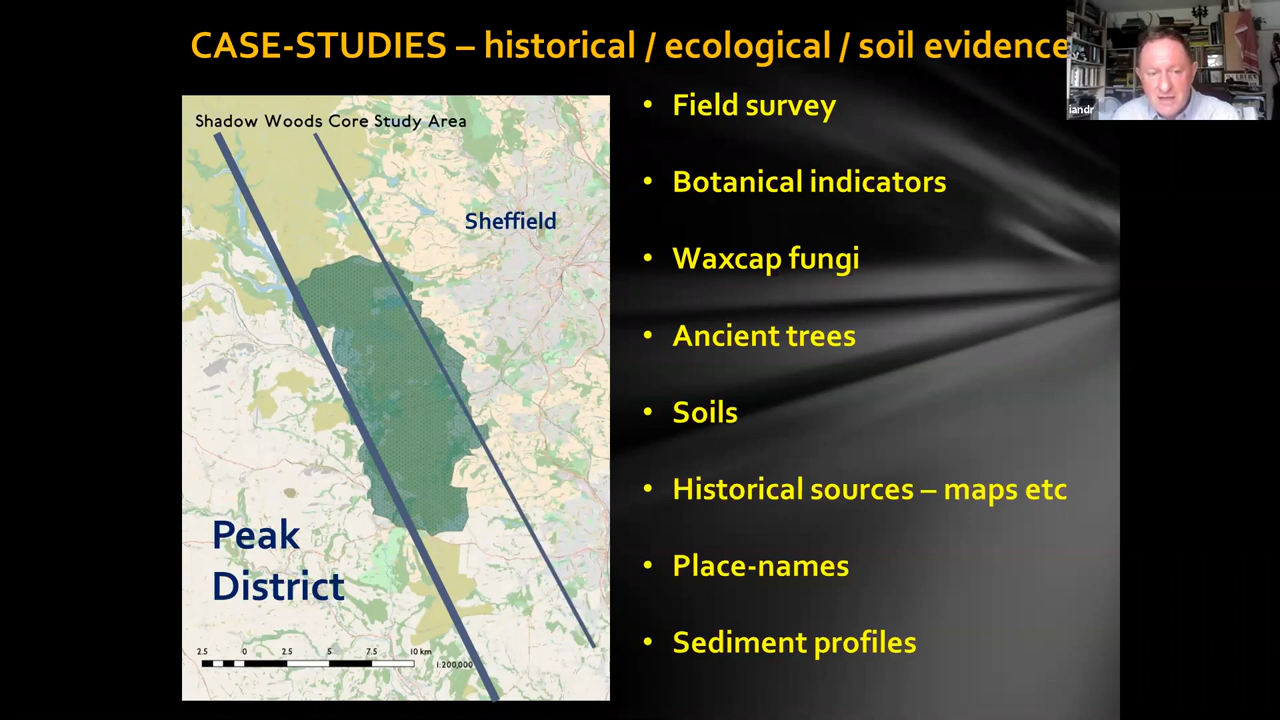 CASE-STUDIES – historical / ecological / soil evidence
iandr
Shadow Woods Core Study Area
Sheffield
Peak
District
2.5 0 2.5 5 7.5 10 km
1:200,000
• Field survey
• Botanical indicators
• Waxcap fungi
• Ancient trees
• Soils
• Historical sources – maps etc
• Place-names
• Sediment profiles